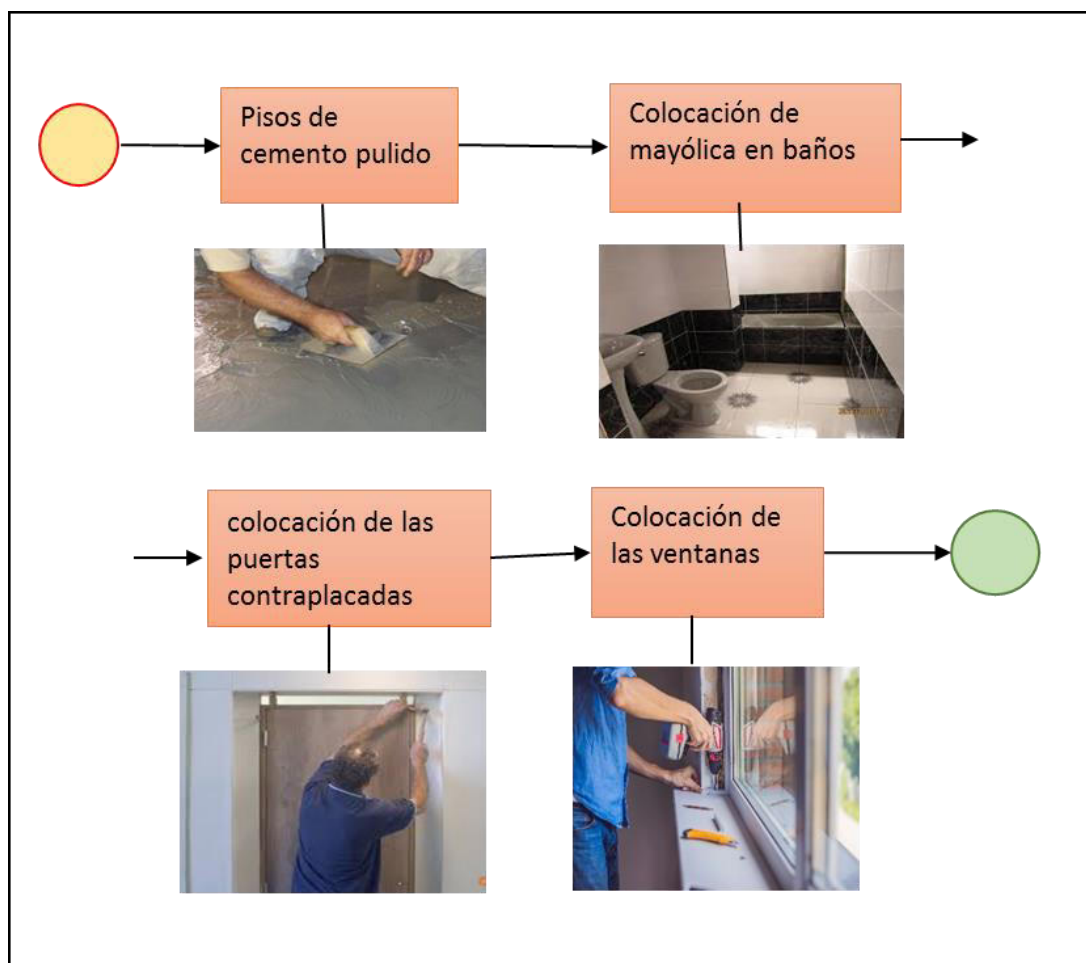 Pisos de
cemento pulido
Colocación de
mayólica en baños
colocación de las
puertas
contraplacadas
Colocación de
las ventanas